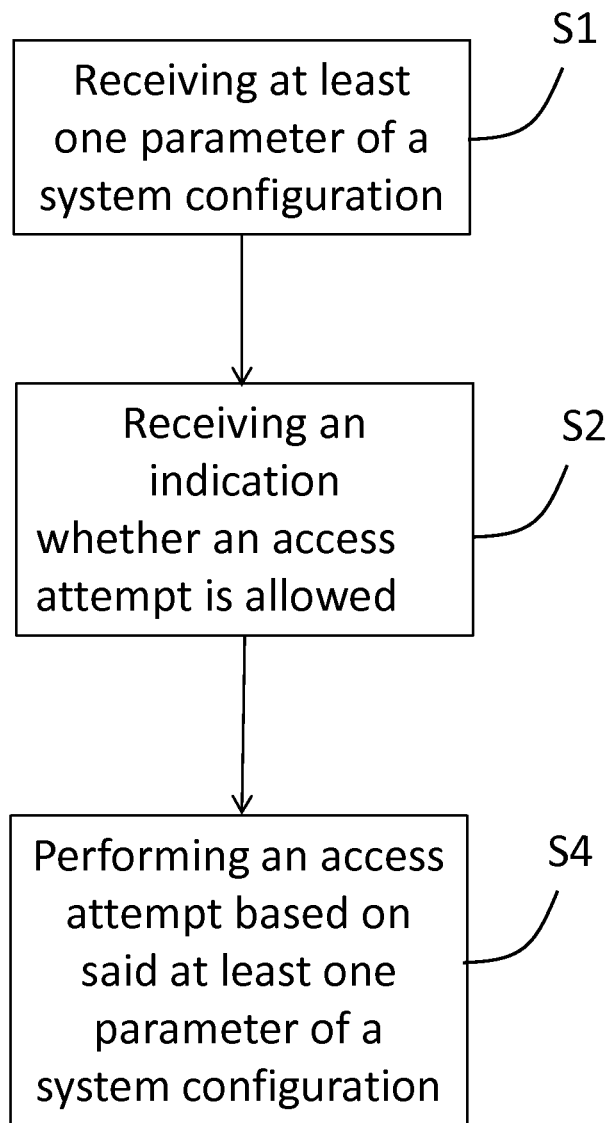 S1
Receiving at least
one parameter of a
system configuration
S2
Receiving an
indication
whether an access
attempt is allowed
S4
Performing an access
attempt based on
said at least one
parameter of a
system configuration